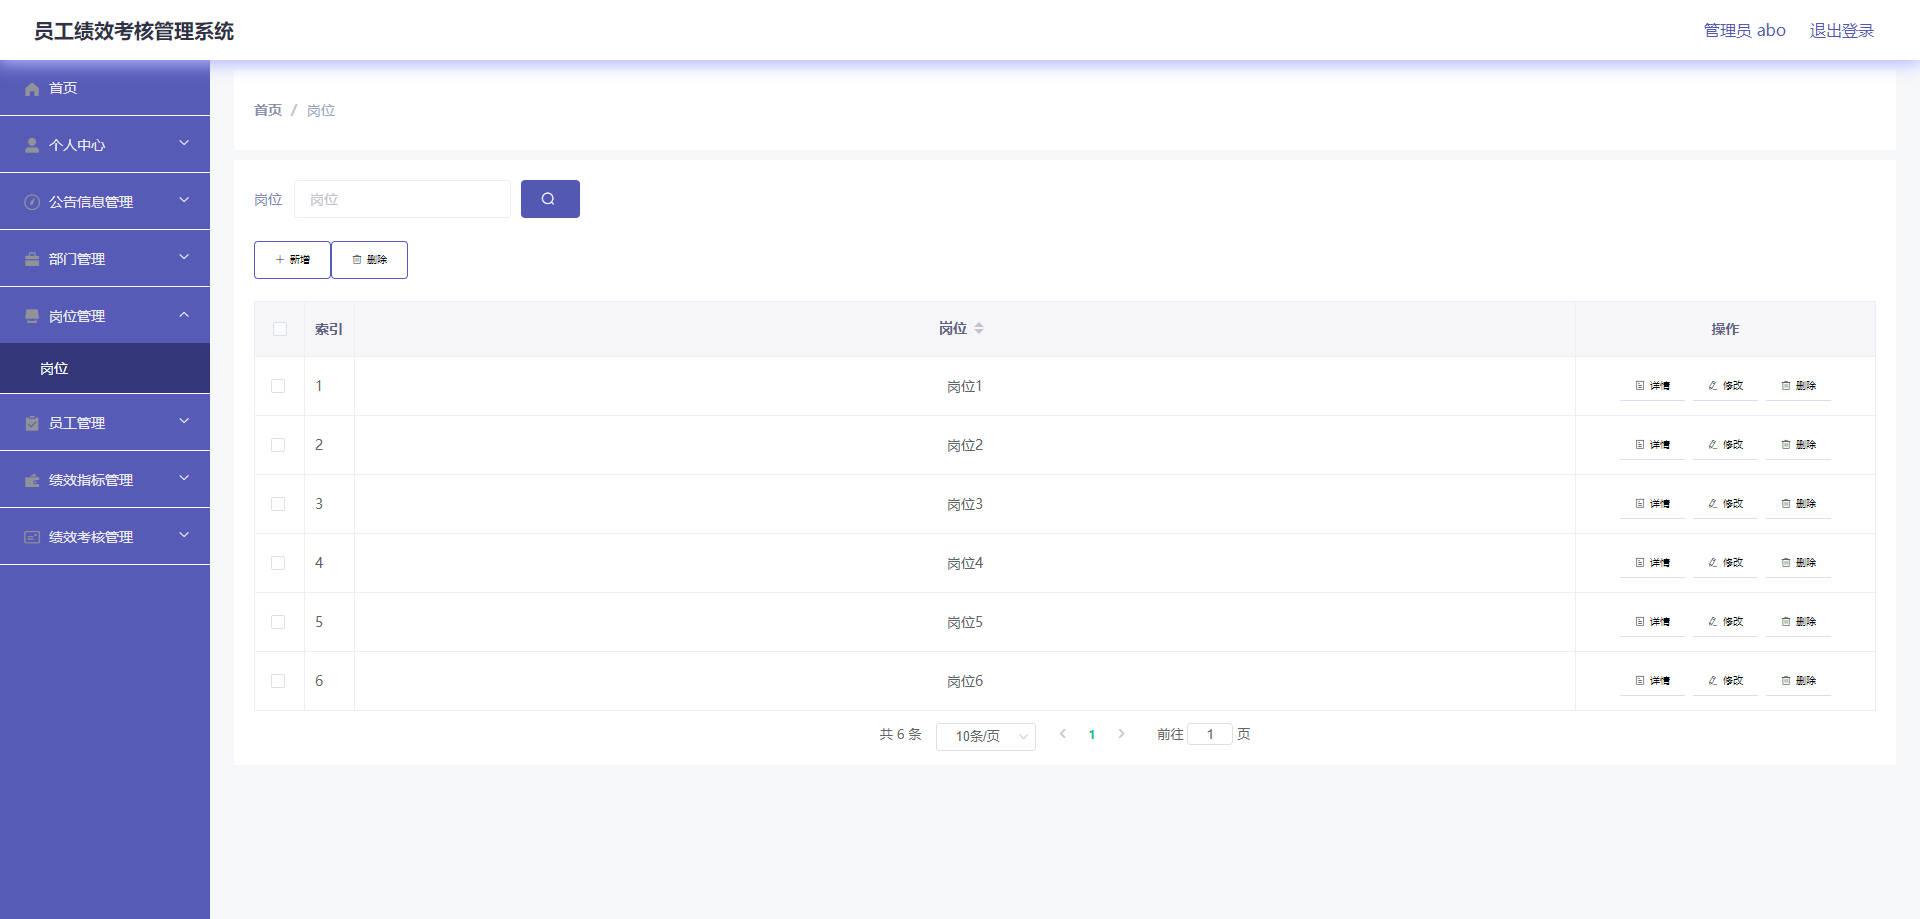 员工绩效考核管理系统
管理员 abo 退出登录
首页
个人中心
公告信息管理
部门管理
岗位管理
岗位
员工管理
绩效指标管理
绩效考核管理
首页 / 岗位
岗位 岗位
新增 删除
索引 岗位 操作
1 岗位1 详情 修改 删除
2 岗位2 详情 修改 删除
3 岗位3 详情 修改 删除
4 岗位4 详情 修改 删除
5 岗位5 详情 修改 删除
6 岗位6 详情 修改 删除
共 6 条 10条/页 1 前往 1 页